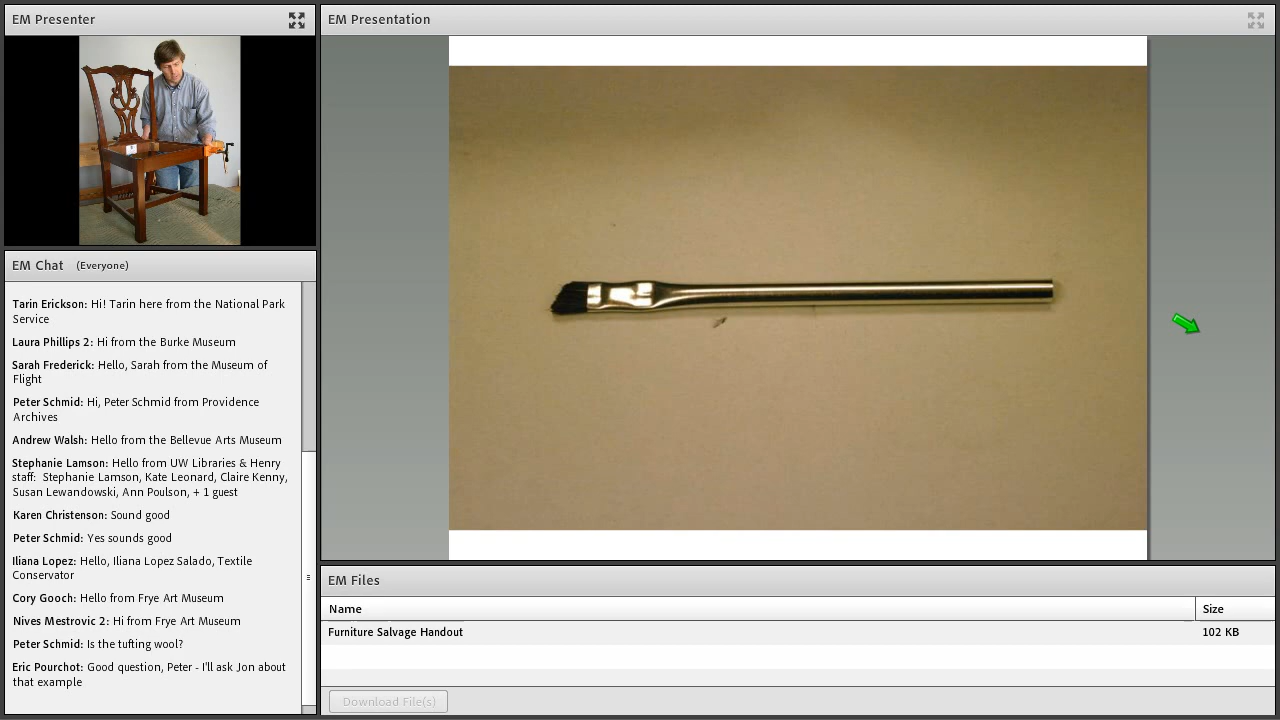 EM Presenter
EM Presentation
EM Chat (Everyone)
Tarin Erickson: Hi! Tarin here from the National Park
Service
Laura Phillips 2: Hi from the Burke Museum
Sarah Frederick: Hello, Sarah from the Museum of
Flight
Peter Schmid: Hi, Peter Schmid from Providence
Archives
Andrew Walsh: Hello from the Bellevue Arts Museum
Stephanie Lamson: Hello from UW Libraries & Henry
staff: Stephanie Lamson, Kate Leonard, Claire Kenny,
Susan Lewandowski, Ann Poulson, + 1 guest
Karen Christenson: Sound good
Peter Schmid: Yes sounds good
Iliana Lopez: Hello, Iliana Lopez Salado, Textile
Conservator
Cory Gooch: Hello from Frye Art Museum
Nives Mestrovic 2: Hi from Frye Art Museum
Peter Schmid: Is the tufting wool?
Eric Pourchot: Good question, Peter - I'll ask Jon about
that example
EM Files
Name Size
Furniture Salvage Handout 102 KB
Download File(s)